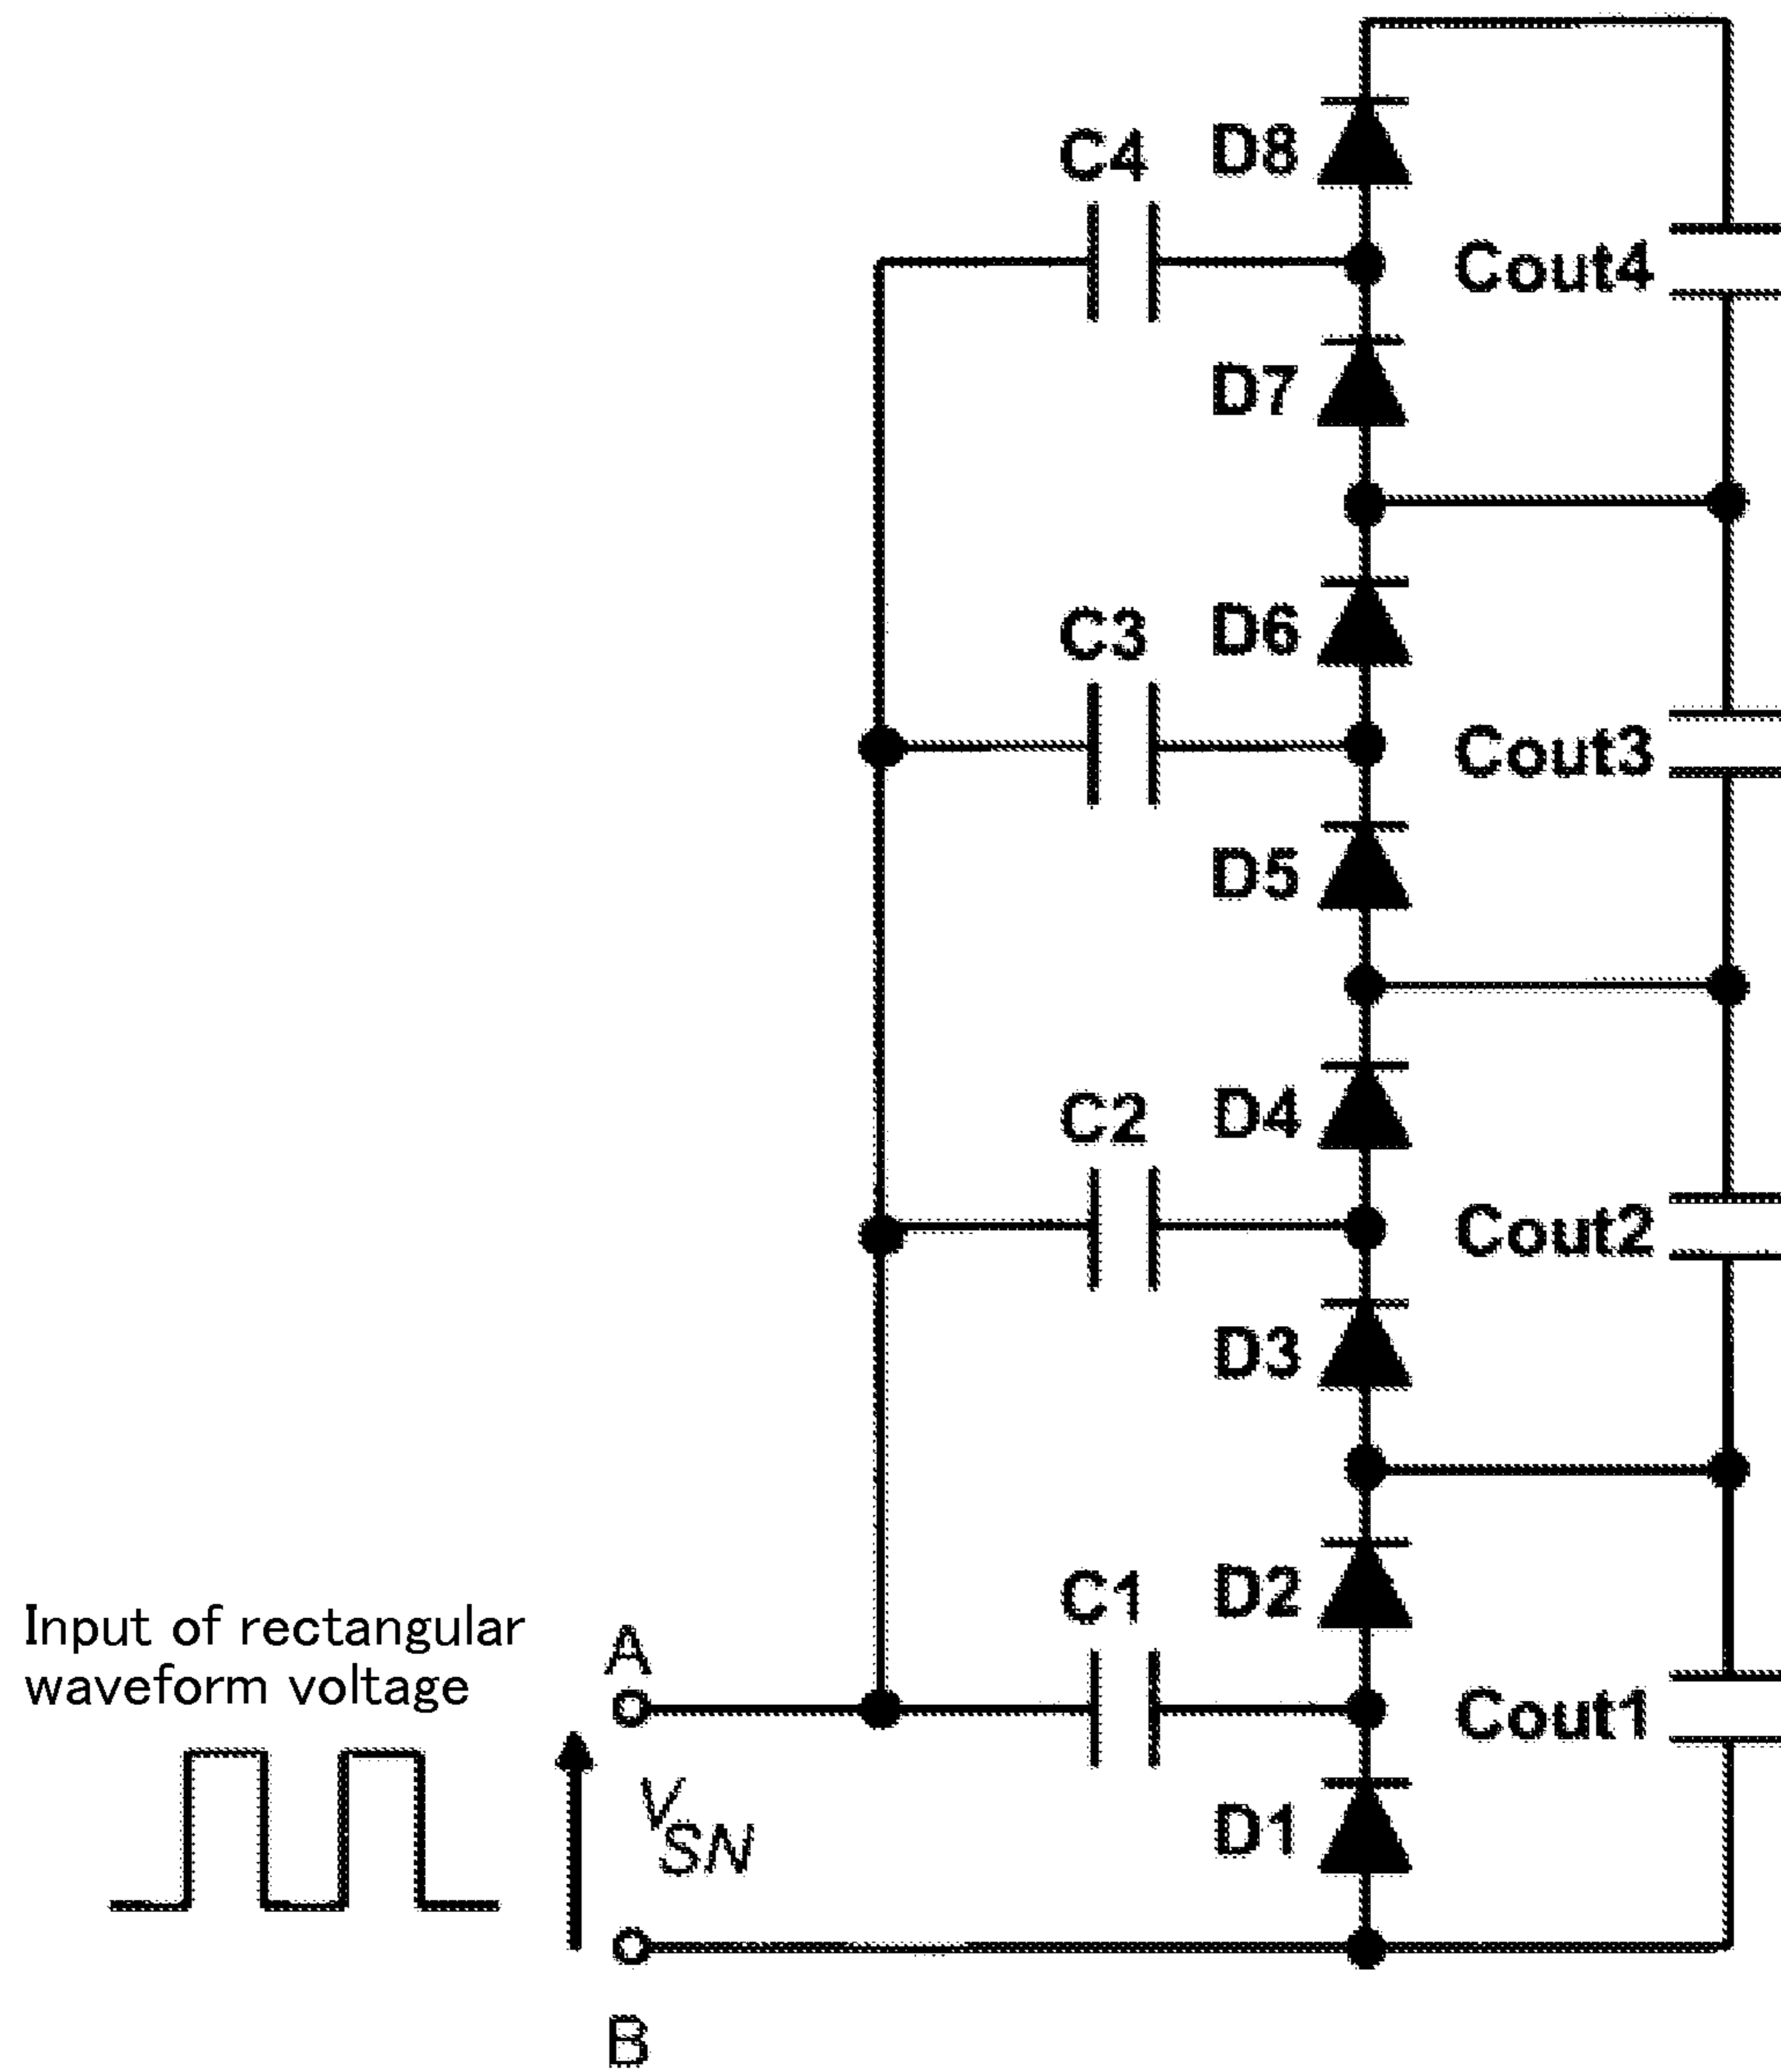 C4 D8
Cout4
D7
C3 D6
Cout3
D5
C2 D4
Cout2
D3
C1 D2
Input of rectangular
waveform voltage
A
Cout1
VSN
D1
B